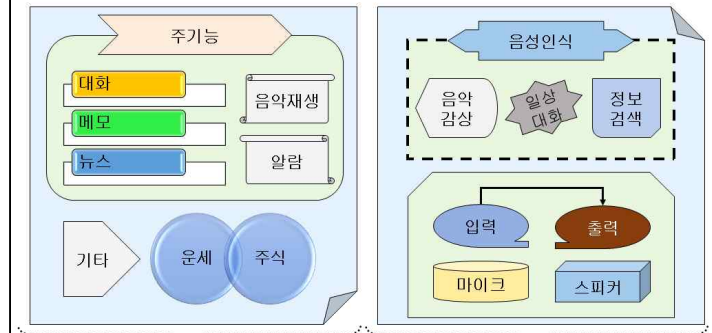 주기능
대화
메모
뉴스
음악재생
알람
기타
운세
주식
음성인식
음악
감상
일상
대화
정보
검색
입력
출력
마이크
스피커